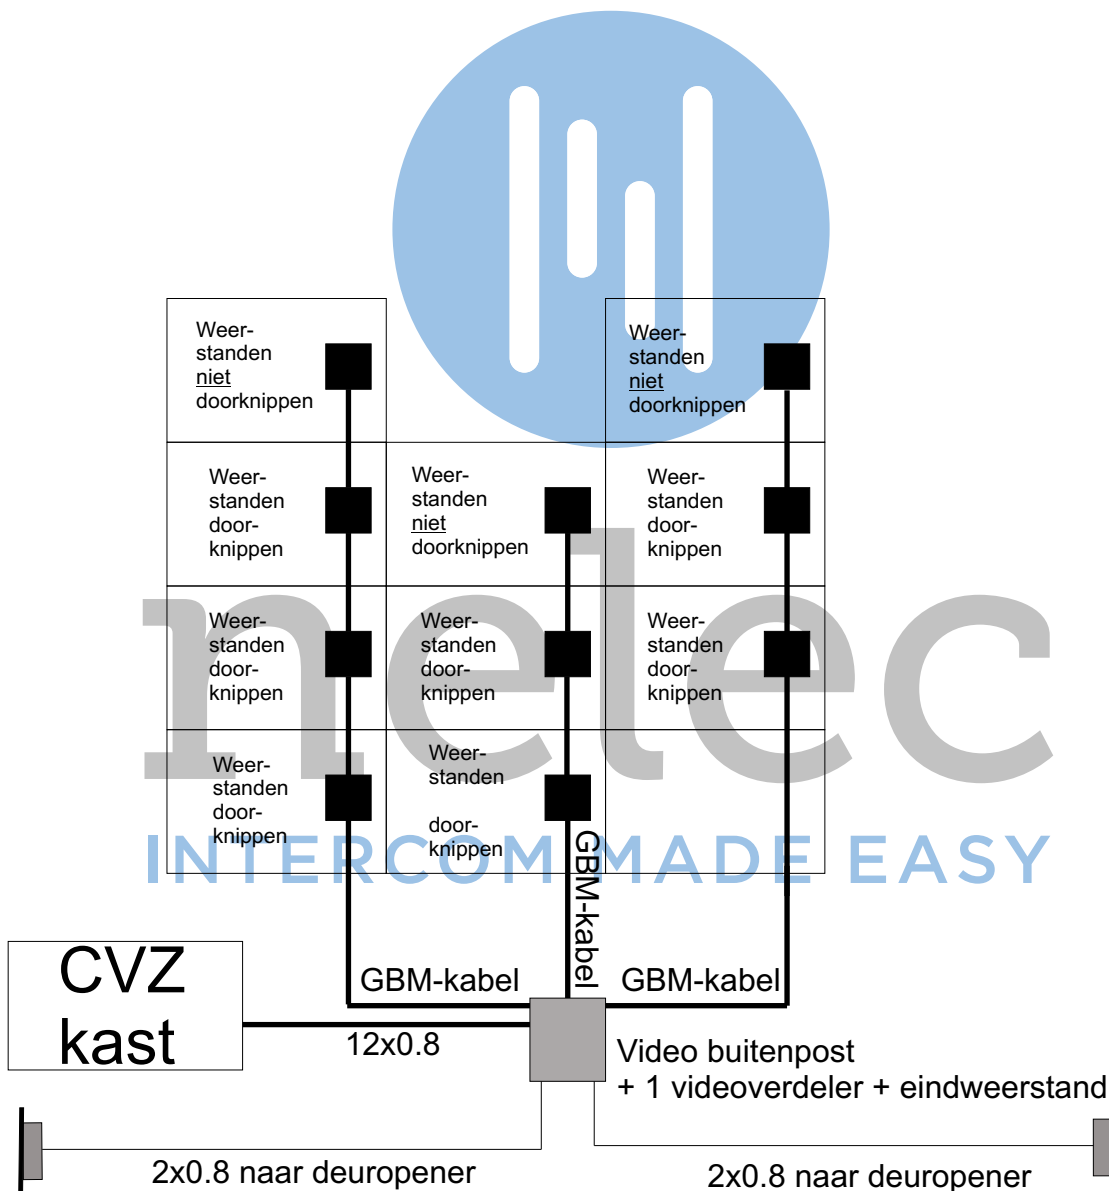 Weer-
standen
niet
doorknippen
Weer-
standen
niet
doorknippen
Weer-
standen
door-
knippen
Weer-
standen
niet
doorknippen
Weer-
standen
door-
knippen
Weer-
standen
door-
knippen
Weer-
standen
door-
knippen
Weer-
standen
door-
knippen
Weer-
standen
door-
knippen
Weer-
standen
door-
knippen
nelec
INTERCOM MADE EASY
GBM-kabel
GBM-kabel
GBM-kabel
CVZ
kast
12x0.8
Video buitenpost
+ 1 videoverdeler + eindweerstand
2x0.8 naar deuropener
2x0.8 naar deuropener